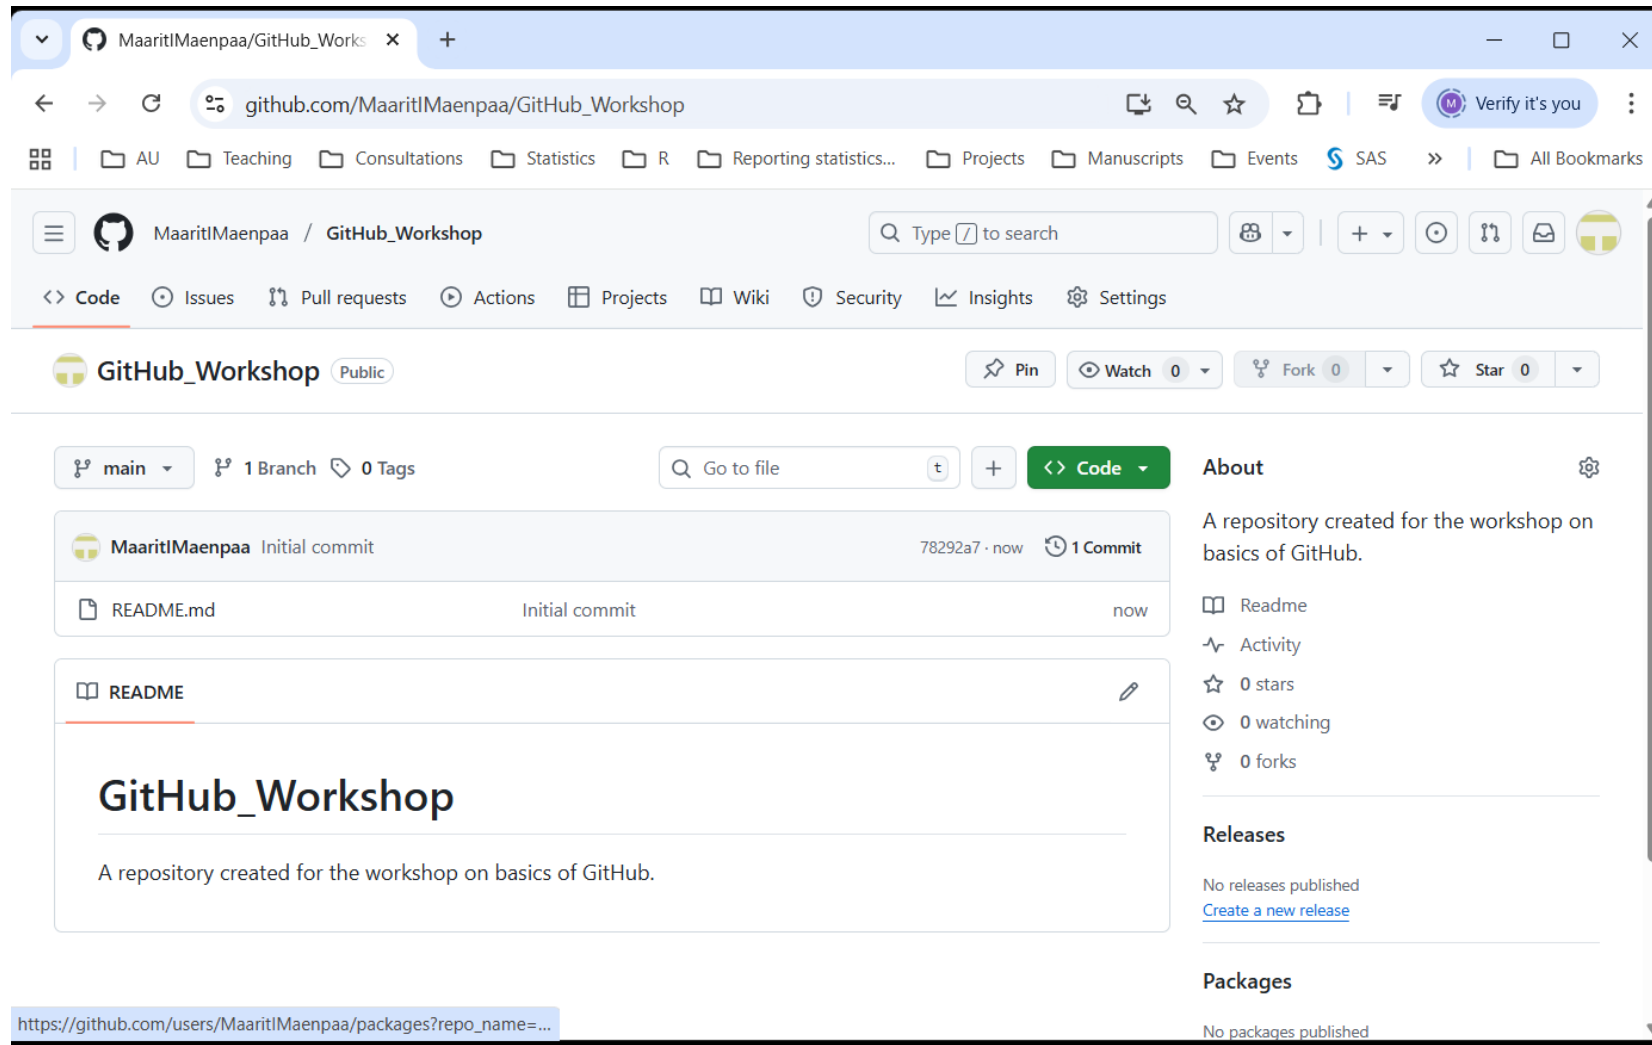 MaaritIMaenpaa/GitHub_Works
github.com/MaaritIMaenpaa/GitHub_Workshop
M Verify it's you
AU Teaching Consultations Statistics R Reporting statistics... Projects Manuscripts Events SAS » All Bookmarks
MaaritIMaenpaa / GitHub_Workshop
Type / to search
Code Issues Pull requests Actions Projects Wiki Security Insights Settings
GitHub_Workshop Public
Pin Watch 0 Fork 0 Star 0
main 1 Branch 0 Tags
Go to file t
Code
About
A repository created for the workshop on
basics of GitHub.
MaaritIMaenpaa Initial commit 78292a7 · now 1 Commit
README.md Initial commit now
Readme
Activity
0 stars
0 watching
0 forks
README
GitHub_Workshop
A repository created for the workshop on basics of GitHub.
Releases
No releases published
Create a new release
Packages
No packages published
https://github.com/users/MaaritIMaenpaa/packages?repo_name=...